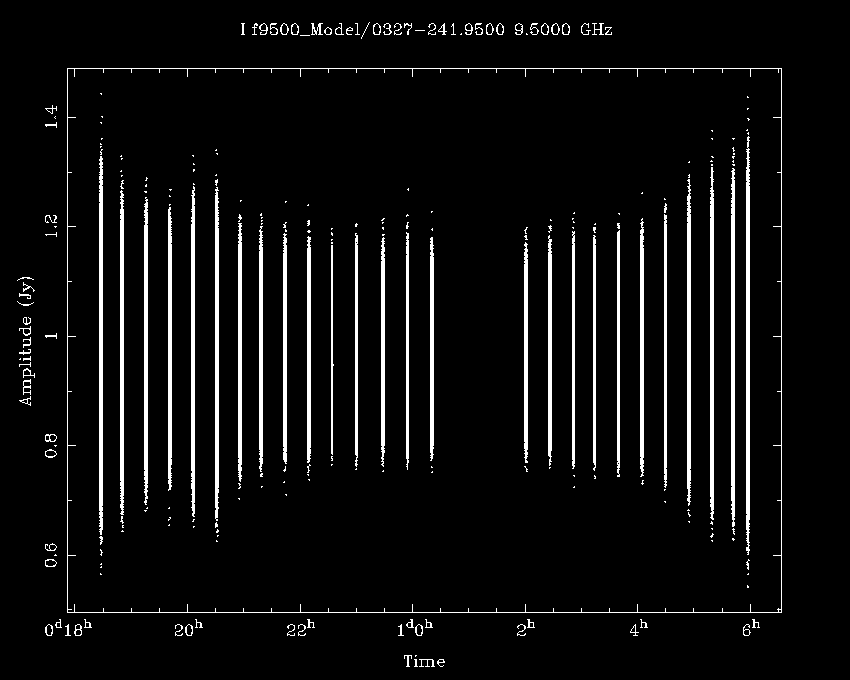 I f9500_Model/0327-241.9500 9.5000 GHz
1.4
1.2
1
0.8
0.6
Amplitude (Jy)
0ᵈ18ʰ 20ʰ 22ʰ 1ᵈ0ʰ 2ʰ 4ʰ 6ʰ
Time